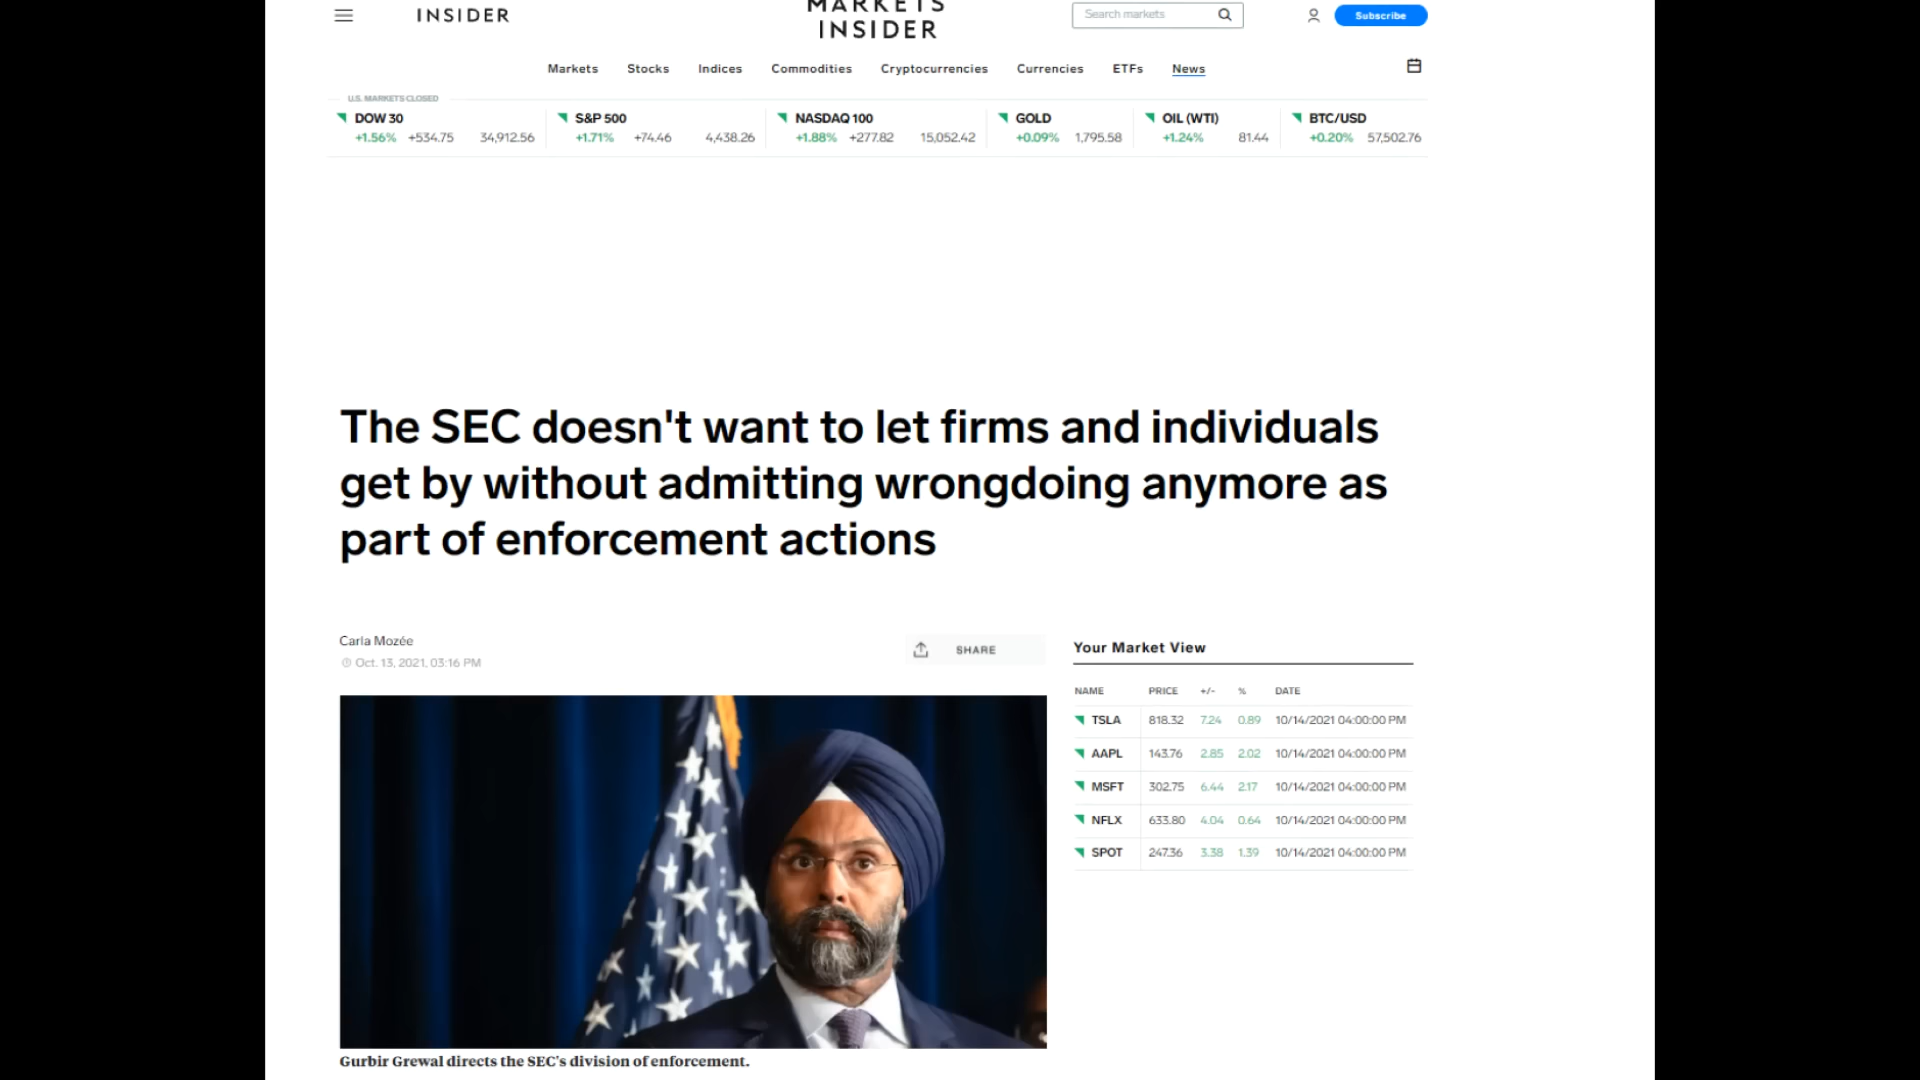 INSIDER
MARKETS
INSIDER
Search markets
Subscribe
Markets Stocks Indices Commodities Cryptocurrencies Currencies ETFs News
U.S. MARKETS CLOSED
DOW 30
+1.56% +534.75 34,912.56
S&P 500
+1.71% +74.46 4,438.26
NASDAQ 100
+1.88% +277.82 15,052.42
GOLD
+0.09% 1,795.58
OIL (WTI)
+1.24% 81.44
BTC/USD
+0.20% 57,502.76
The SEC doesn't want to let firms and individuals
get by without admitting wrongdoing anymore as
part of enforcement actions
Carla Mozée
Oct. 13, 2021, 03:16 PM
SHARE
Your Market View
NAME PRICE +/- % DATE
TSLA 818.32 7.24 0.89 10/14/2021 04:00:00 PM
AAPL 143.76 2.85 2.02 10/14/2021 04:00:00 PM
MSFT 302.75 6.44 2.17 10/14/2021 04:00:00 PM
NFLX 633.80 4.04 0.64 10/14/2021 04:00:00 PM
SPOT 247.36 3.38 1.39 10/14/2021 04:00:00 PM
Gurbir Grewal directs the SEC's division of enforcement.